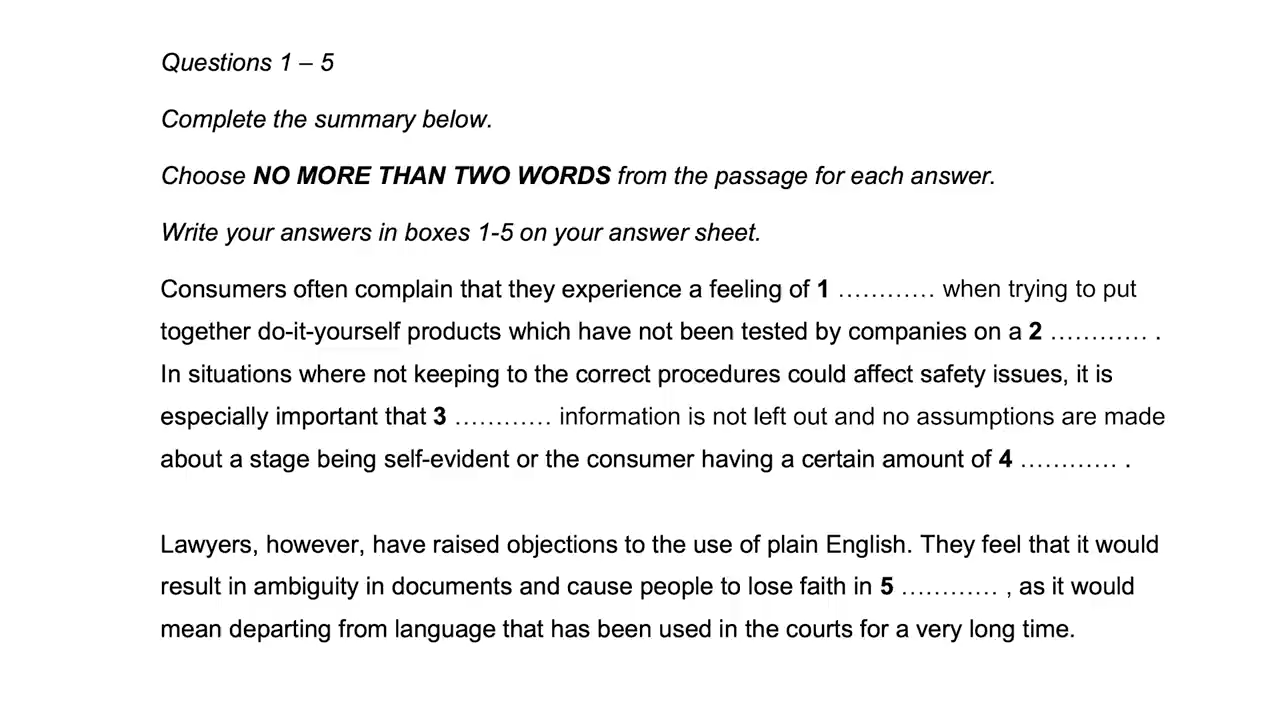 Questions 1 – 5
Complete the summary below.
Choose NO MORE THAN TWO WORDS from the passage for each answer.
Write your answers in boxes 1-5 on your answer sheet.
Consumers often complain that they experience a feeling of 1 ………… when trying to put
together do-it-yourself products which have not been tested by companies on a 2 ………… .
In situations where not keeping to the correct procedures could affect safety issues, it is
especially important that 3 ………… information is not left out and no assumptions are made
about a stage being self-evident or the consumer having a certain amount of 4 ………… .
Lawyers, however, have raised objections to the use of plain English. They feel that it would
result in ambiguity in documents and cause people to lose faith in 5 ………… , as it would
mean departing from language that has been used in the courts for a very long time.